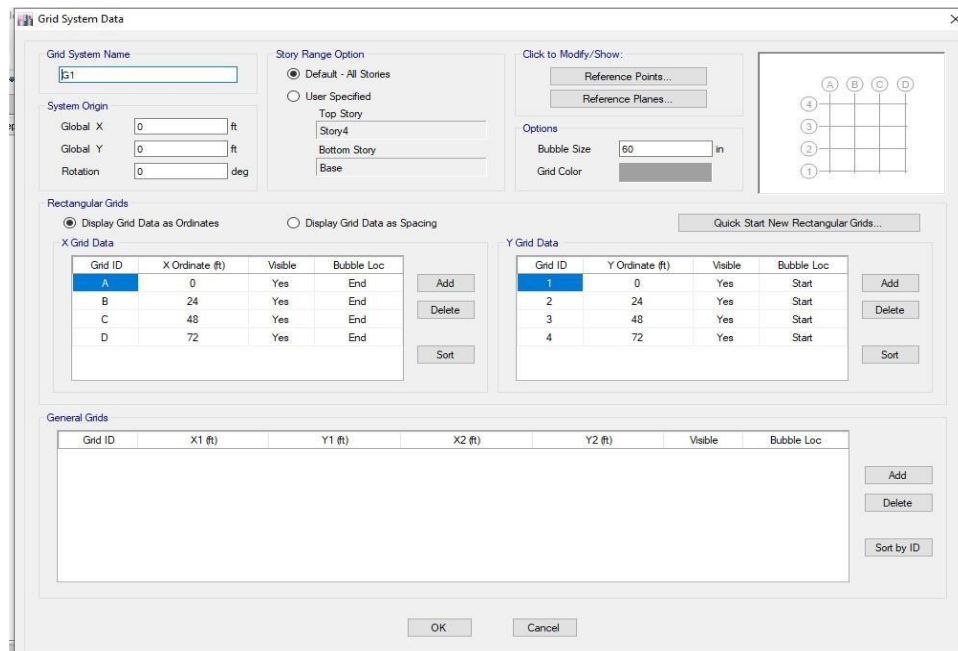 Grid System Data
Grid System Name
G1
System Origin
Global X 0 ft
Global Y 0 ft
Rotation 0 deg
Story Range Option
Default - All Stories
User Specified
Top Story
Story4
Bottom Story
Base
Click to Modify/Show:
Reference Points...
Reference Planes...
Options
Bubble Size 60 in
Grid Color
A B C D
4
3
2
1
Rectangular Grids
Display Grid Data as Ordinates Display Grid Data as Spacing Quick Start New Rectangular Grids...
X Grid Data
Grid ID X Ordinate (ft) Visible Bubble Loc
A 0 Yes End
B 24 Yes End
C 48 Yes End
D 72 Yes End
Add
Delete
Sort
Y Grid Data
Grid ID Y Ordinate (ft) Visible Bubble Loc
1 0 Yes Start
2 24 Yes Start
3 48 Yes Start
4 72 Yes Start
Add
Delete
Sort
General Grids
Grid ID X1 (ft) Y1 (ft) X2 (ft) Y2 (ft) Visible Bubble Loc
Add
Delete
Sort by ID
OK Cancel